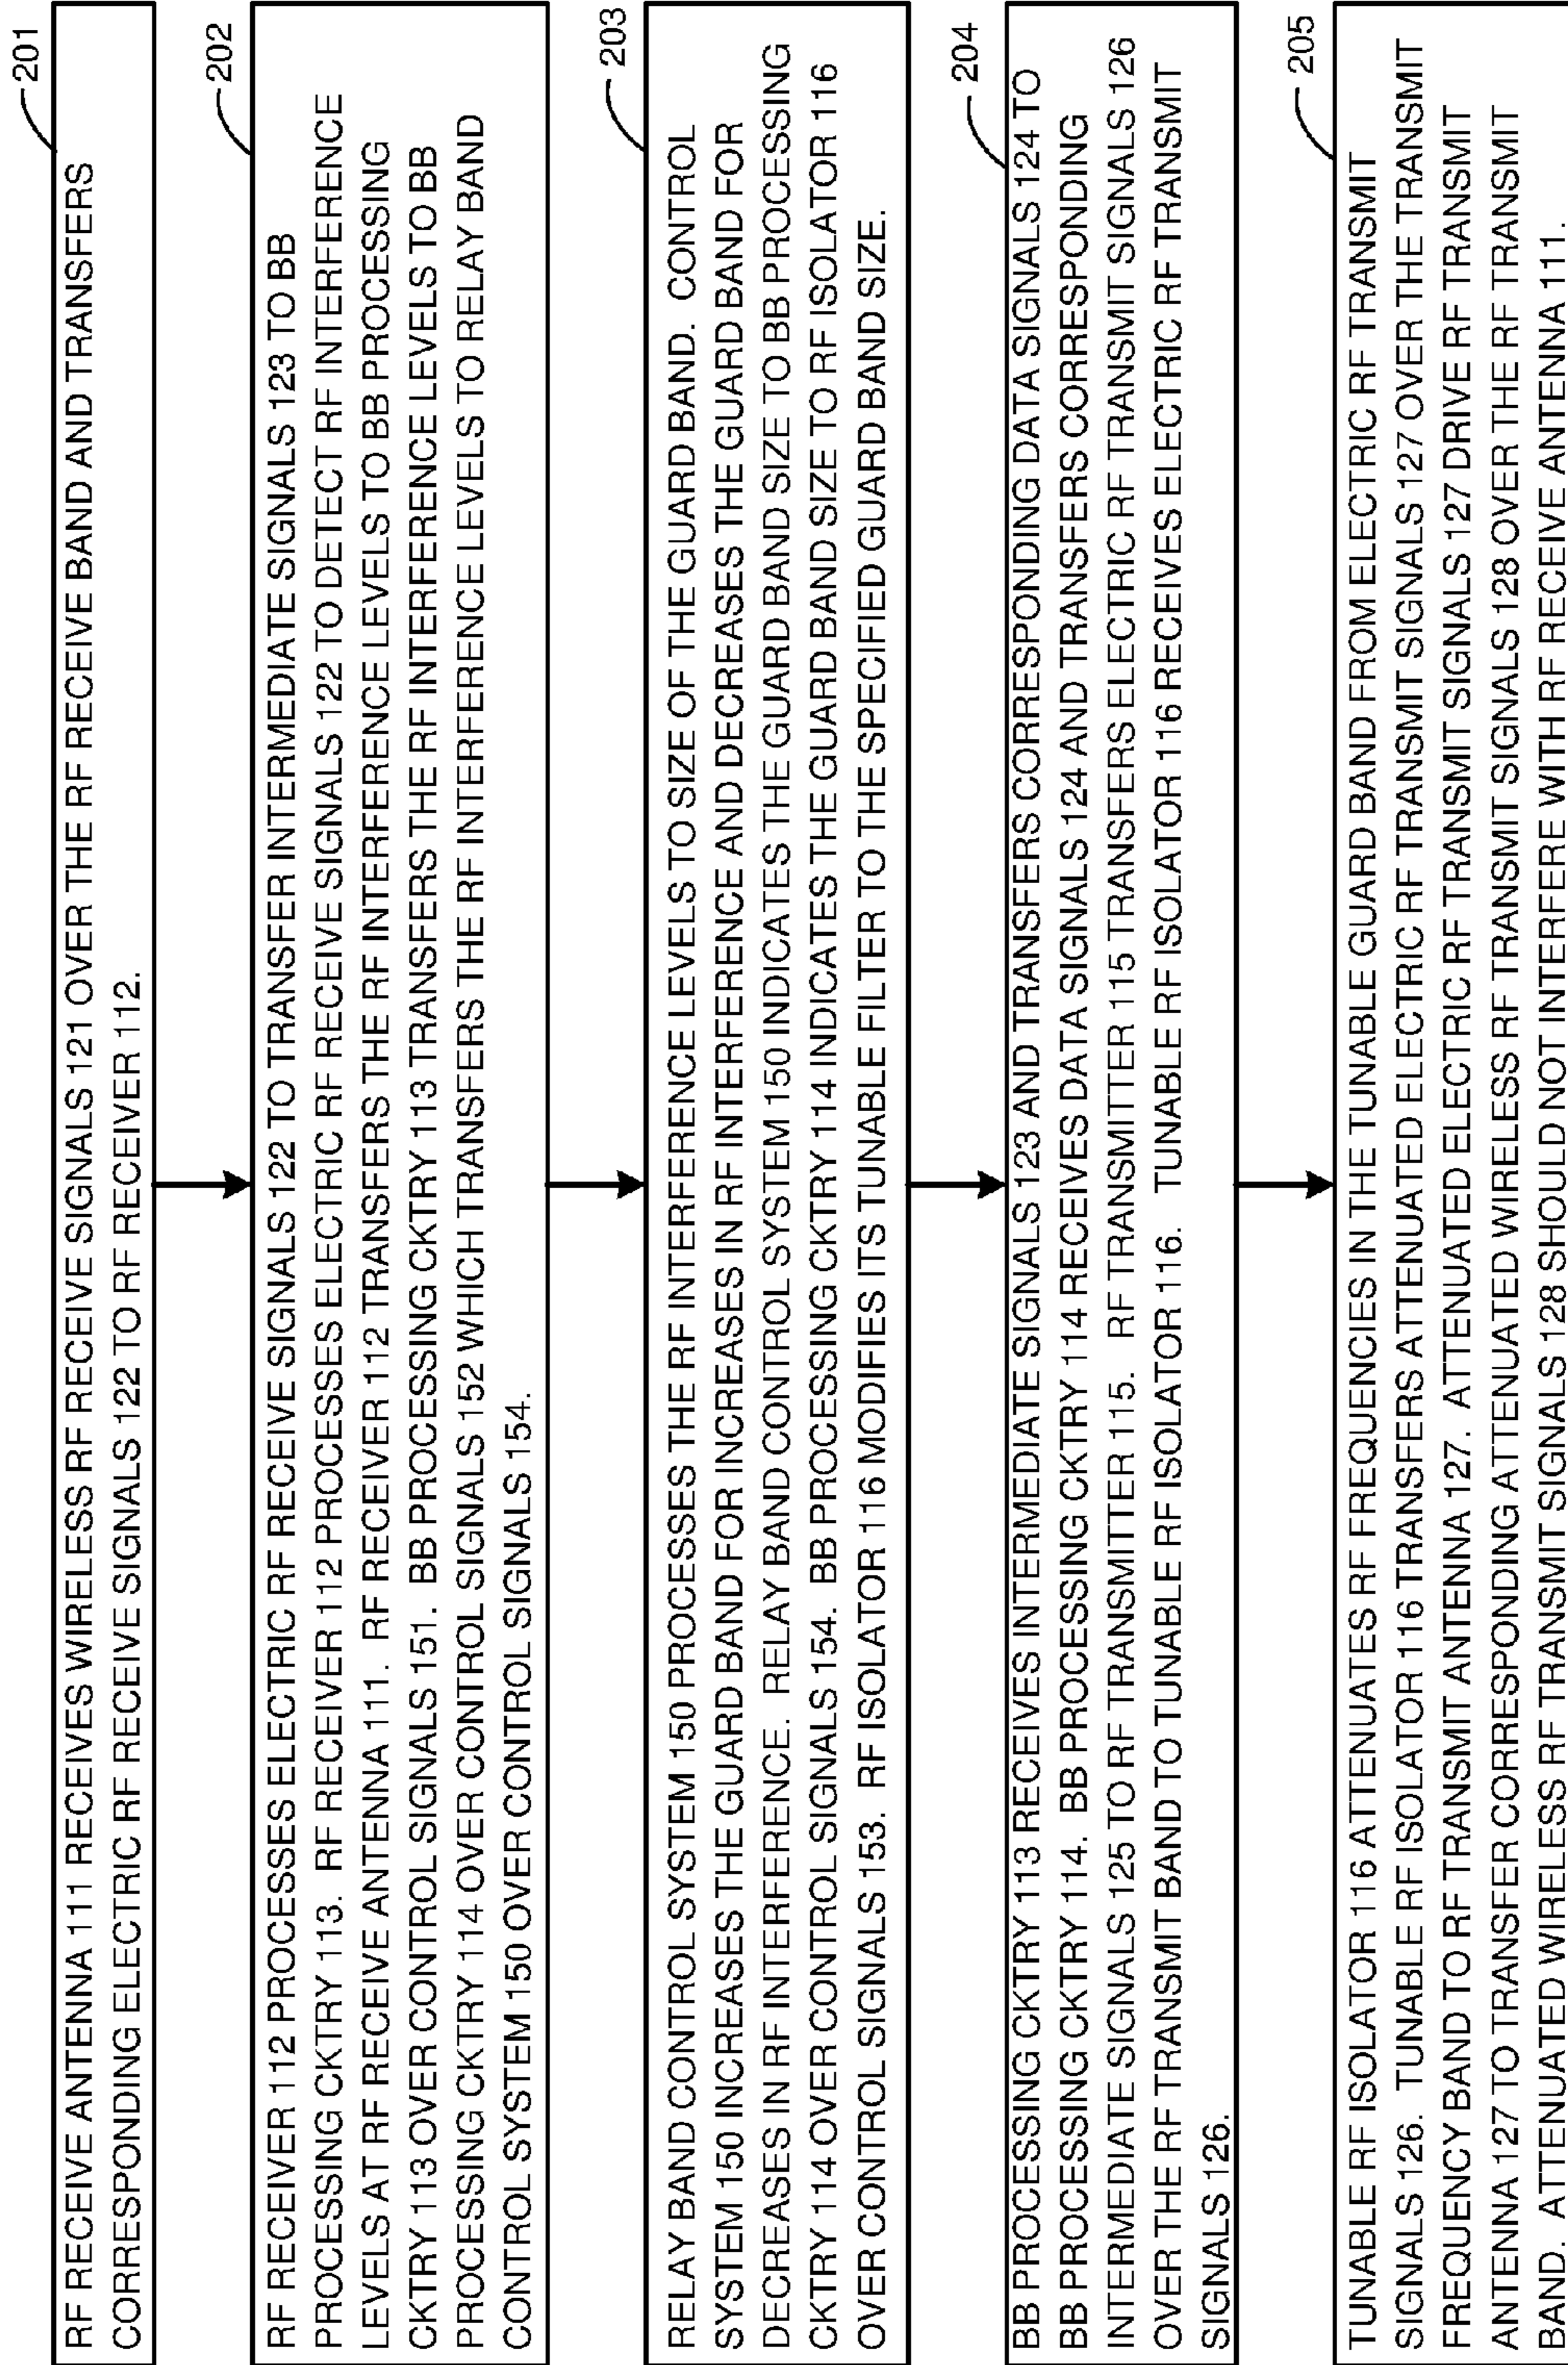 201
RF RECEIVE ANTENNA 111 RECEIVES WIRELESS RF RECEIVE SIGNALS 121 OVER THE RF RECEIVE BAND AND TRANSFERS
CORRESPONDING ELECTRIC RF RECEIVE SIGNALS 122 TO RF RECEIVER 112.
202
RF RECEIVER 112 PROCESSES ELECTRIC RF RECEIVE SIGNALS 122 TO TRANSFER INTERMEDIATE SIGNALS 123 TO BB
PROCESSING CKTRY 113.  RF RECEIVER 112 PROCESSES ELECTRIC RF RECEIVE SIGNALS 122 TO DETECT RF INTERFERENCE
LEVELS AT RF RECEIVE ANTENNA 111.  RF RECEIVER 112 TRANSFERS THE RF INTERFERENCE LEVELS TO BB PROCESSING
CKTRY 113 OVER CONTROL SIGNALS 151.  BB PROCESSING CKTRY 113 TRANSFERS THE RF INTERFERENCE LEVELS TO BB
PROCESSING CKTRY 114 OVER CONTROL SIGNALS 152 WHICH TRANSFERS THE RF INTERFERENCE LEVELS TO RELAY BAND
CONTROL SYSTEM 150 OVER CONTROL SIGNALS 154.
203
RELAY BAND CONTROL SYSTEM 150 PROCESSES THE RF INTERFERENCE LEVELS TO SIZE OF THE GUARD BAND.  CONTROL
SYSTEM 150 INCREASES THE GUARD BAND FOR INCREASES IN RF INTERFERENCE AND DECREASES THE GUARD BAND FOR
DECREASES IN RF INTERFERENCE.  RELAY BAND CONTROL SYSTEM 150 INDICATES THE GUARD BAND SIZE TO BB PROCESSING
CKTRY 114 OVER CONTROL SIGNALS 154.  BB PROCESSING CKTRY 114 INDICATES THE GUARD BAND SIZE TO RF ISOLATOR 116
OVER CONTROL SIGNALS 153.  RF ISOLATOR 116 MODIFIES ITS TUNABLE FILTER TO THE SPECIFIED GUARD BAND SIZE.
204
BB PROCESSING CKTRY 113 RECEIVES INTERMEDIATE SIGNALS 123 AND TRANSFERS CORRESPONDING DATA SIGNALS 124 TO
BB PROCESSING CKTRY 114.  BB PROCESSING CKTRY 114 RECEIVES DATA SIGNALS 124 AND TRANSFERS CORRESPONDING
INTERMEDIATE SIGNALS 125 TO RF TRANSMITTER 115.  RF TRANSMITTER 115 TRANSFERS ELECTRIC RF TRANSMIT SIGNALS 126
OVER THE RF TRANSMIT BAND TO TUNABLE RF ISOLATOR 116.  TUNABLE RF ISOLATOR 116 RECEIVES ELECTRIC RF TRANSMIT
SIGNALS 126.
205
TUNABLE RF ISOLATOR 116 ATTENUATES RF FREQUENCIES IN THE TUNABLE GUARD BAND FROM ELECTRIC RF TRANSMIT
SIGNALS 126.  TUNABLE RF ISOLATOR 116 TRANSFERS ATTENUATED ELECTRIC RF TRANSMIT SIGNALS 127 OVER THE TRANSMIT
FREQUENCY BAND TO RF TRANSMIT ANTENNA 127.  ATTENUATED ELECTRIC RF TRANSMIT SIGNALS 127 DRIVE RF TRANSMIT
ANTENNA 127 TO TRANSFER CORRESPONDING ATTENUATED WIRELESS RF TRANSMIT SIGNALS 128 OVER THE RF TRANSMIT
BAND.  ATTENUATED WIRELESS RF TRANSMIT SIGNALS 128 SHOULD NOT INTERFERE WITH RF RECEIVE ANTENNA 111.